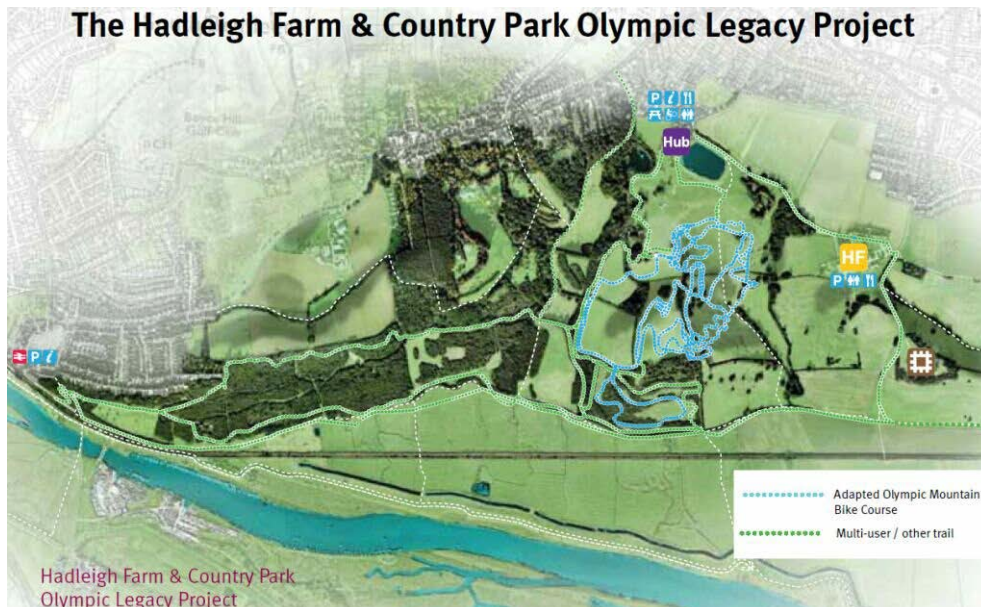 The Hadleigh Farm & Country Park Olympic Legacy Project
P i
Hub
HF
P
P i
Adapted Olympic Mountain
Bike Course
Multi-user / other trail
Hadleigh Farm & Country Park
Olympic Legacy Project